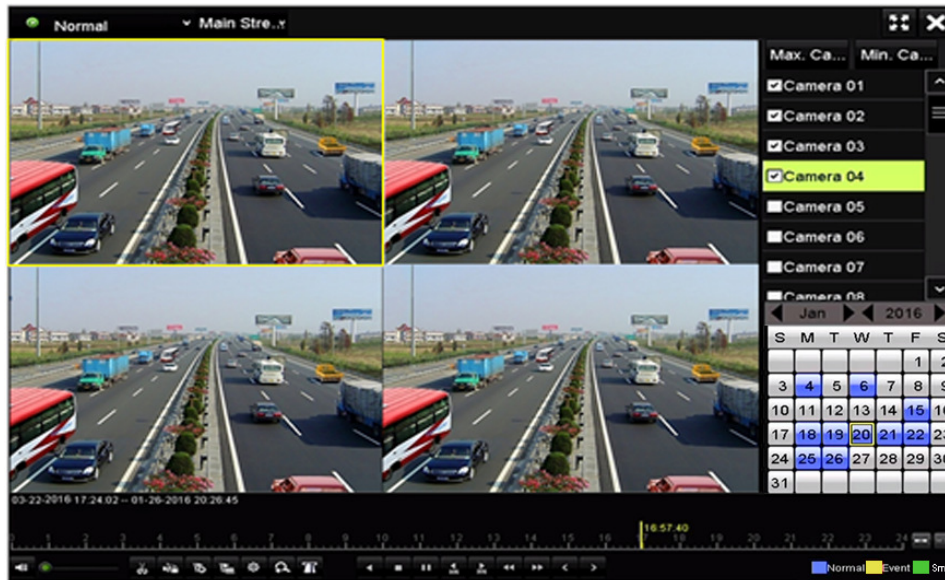 Normal Main Stre..
Max. Ca... Min. Ca...
Camera 01
Camera 02
Camera 03
Camera 04
Camera 05
Camera 06
Camera 07
Camera 08
Jan 2016
S M T W T F S
1 2
3 4 5 6 7 8 9
10 11 12 13 14 15 16
17 18 19 20 21 22 23
24 25 26 27 28 29 30
31
03-22-2016 17:24:02 -- 01-26-2016 20:26:45
16:57:40
0 1 2 3 4 5 6 7 8 9 10 11 12 13 14 15 16 17 18 19 20 21 22 23 24
Normal Event Sm